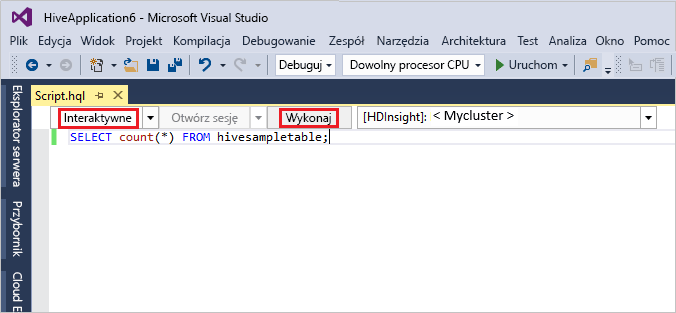 HiveApplication6 - Microsoft Visual Studio
Plik Edycja Widok Projekt Kompilacja Debugowanie Zespół Narzędzia Architektura Test Analiza Okno Pomoc
Debuguj Dowolny procesor CPU Uruchom
Script.hql
Interaktywne Otwórz sesję Wykonaj [HDInsight]: < Mycluster >
SELECT count(*) FROM hivesampletable;
Eksplorator serwera
Przybornik
Cloud E